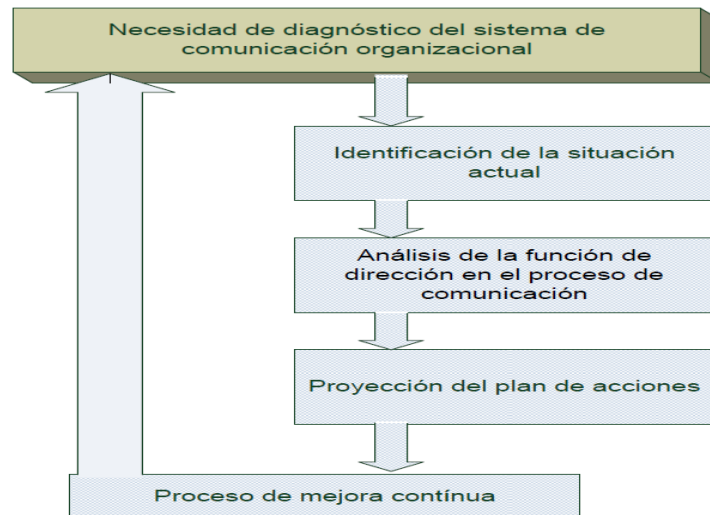 Necesidad de diagnóstico del sistema de
comunicación organizacional
Identificación de la situación
actual
Análisis de la función de
dirección en el proceso de
comunicación
Proyección del plan de acciones
Proceso de mejora contínua